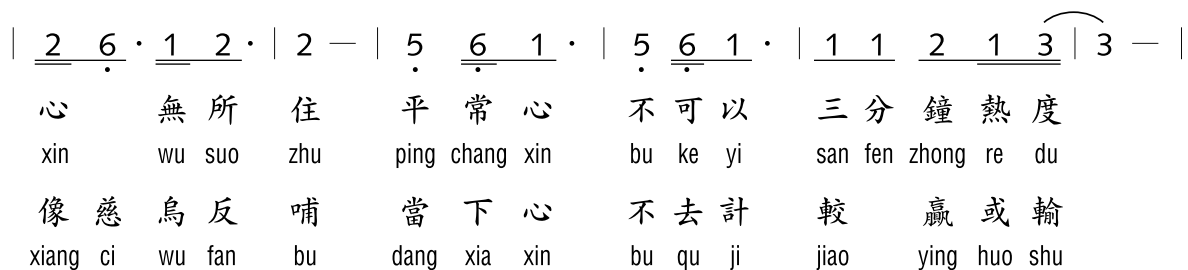 | 2 6 · 1 2 · | 2 — | 5 6 1 · | 5 6 1 · | 1 1 2 1 3 | 3 — |
心 無 所 住 平 常 心 不 可 以 三 分 鐘 熱 度
xin wu suo zhu ping chang xin bu ke yi san fen zhong re du
像 慈 烏 反 哺 當 下 心 不 去 計 較 贏 或 輸
xiang ci wu fan bu dang xia xin bu qu ji jiao ying huo shu